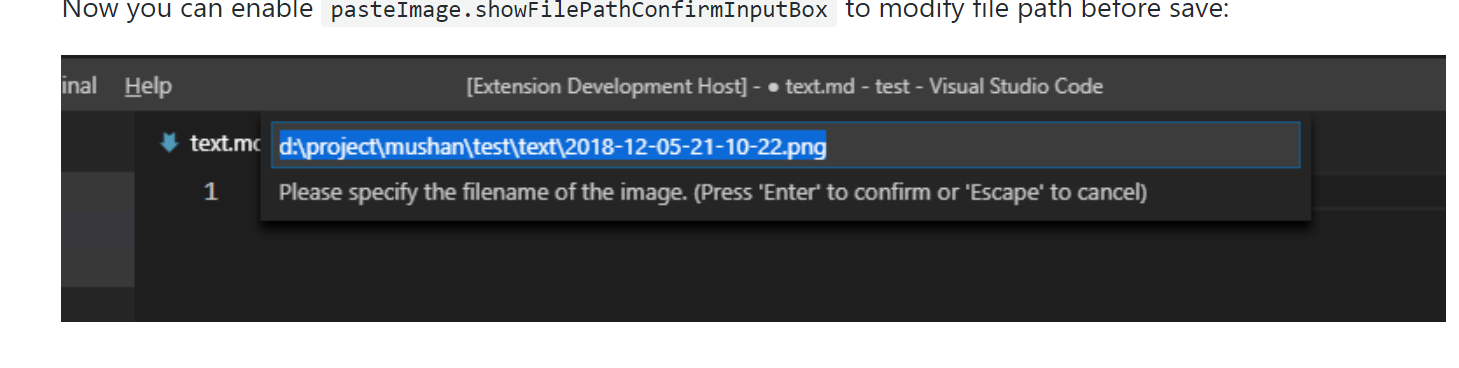 Now you can enable pasteImage.showFilePathConfirmInputBox to modify file path before save:
inal Help [Extension Development Host] - ● text.md - test - Visual Studio Code
text.mc d:\project\mushan\test\text\2018-12-05-21-10-22.png
1 Please specify the filename of the image. (Press 'Enter' to confirm or 'Escape' to cancel)